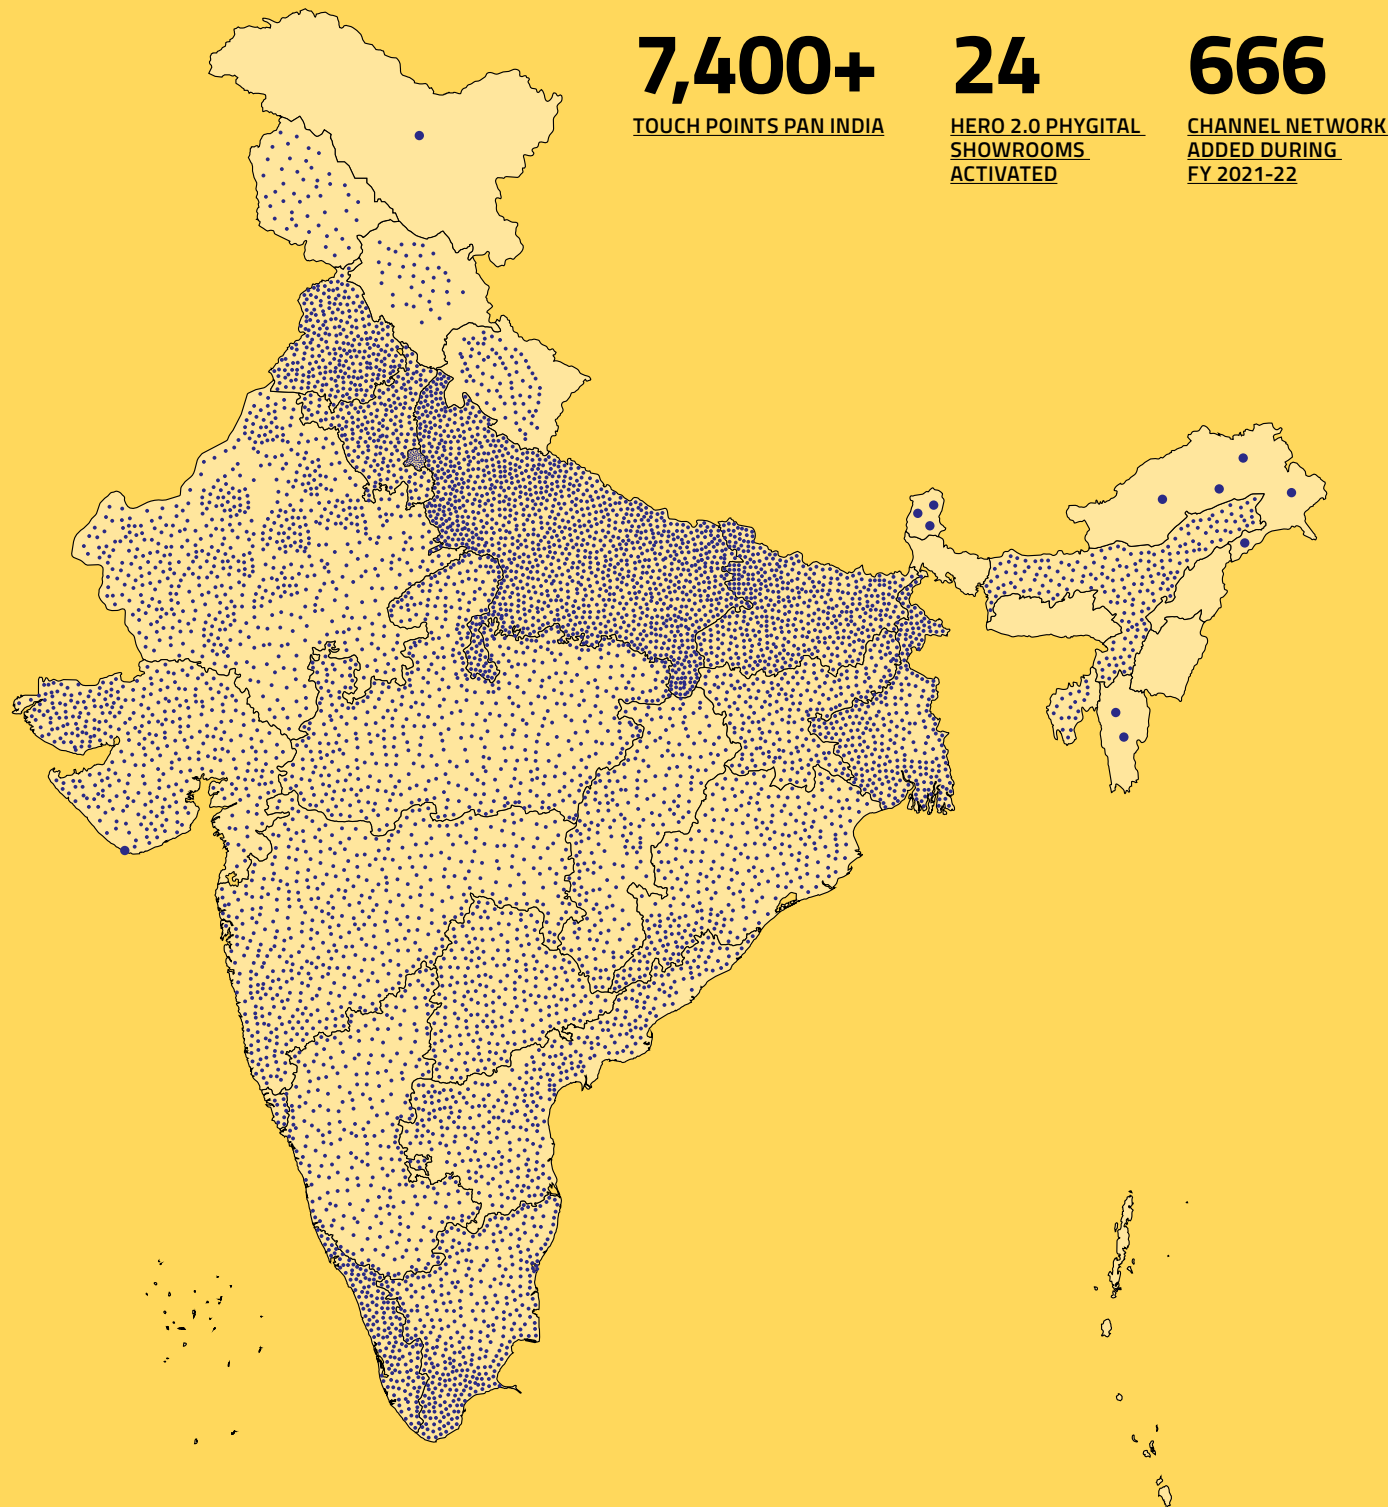 7,400+
TOUCH POINTS PAN INDIA
24
HERO 2.0 PHYGITAL
SHOWROOMS
ACTIVATED
666
CHANNEL NETWORK
ADDED DURING
FY 2021-22